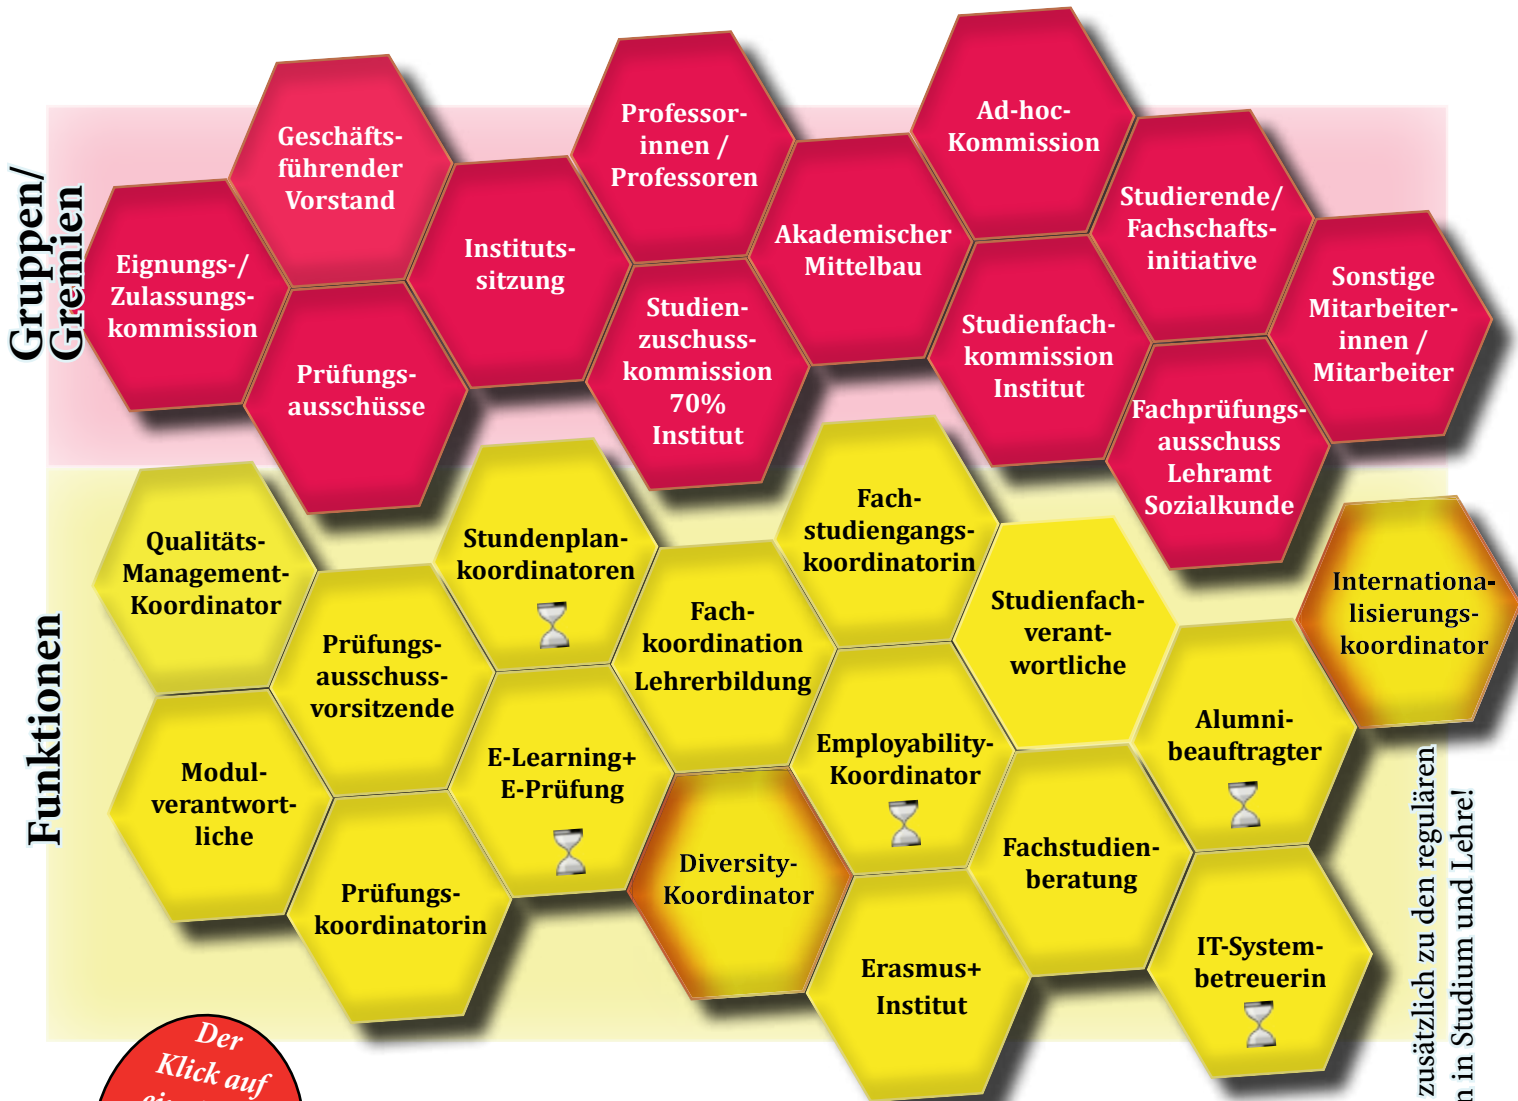 Gruppen/
Gremien
Eignungs-/
Zulassungs-
kommission
Geschäfts-
führender
Vorstand
Prüfungs-
ausschüsse
Instituts-
sitzung
Professor-
innen /
Professoren
Studien-
zuschuss-
kommission
70%
Institut
Akademischer
Mittelbau
Ad-hoc-
Kommission
Studienfach-
kommission
Institut
Studierende/
Fachschafts-
initiative
Fachprüfungs-
ausschuss
Lehramt
Sozialkunde
Sonstige
Mitarbeiter-
innen /
Mitarbeiter
Funktionen
Qualitäts-
Management-
Koordinator
Modul-
verantwort-
liche
Prüfungs-
ausschuss-
vorsitzende
Prüfungs-
koordinatorin
Stundenplan-
koordinatoren
E-Learning+
E-Prüfung
Fach-
koordination
Lehrerbildung
Diversity-
Koordinator
Fach-
studiengangs-
koordinatorin
Employability-
Koordinator
Erasmus+
Institut
Studienfach-
verant-
wortliche
Fachstudien-
beratung
Alumni-
beauftragter
IT-System-
betreuerin
Internationa-
lisierungs-
koordinator
zusätzlich zu den regulären
in Studium und Lehre!
Der
Klick auf